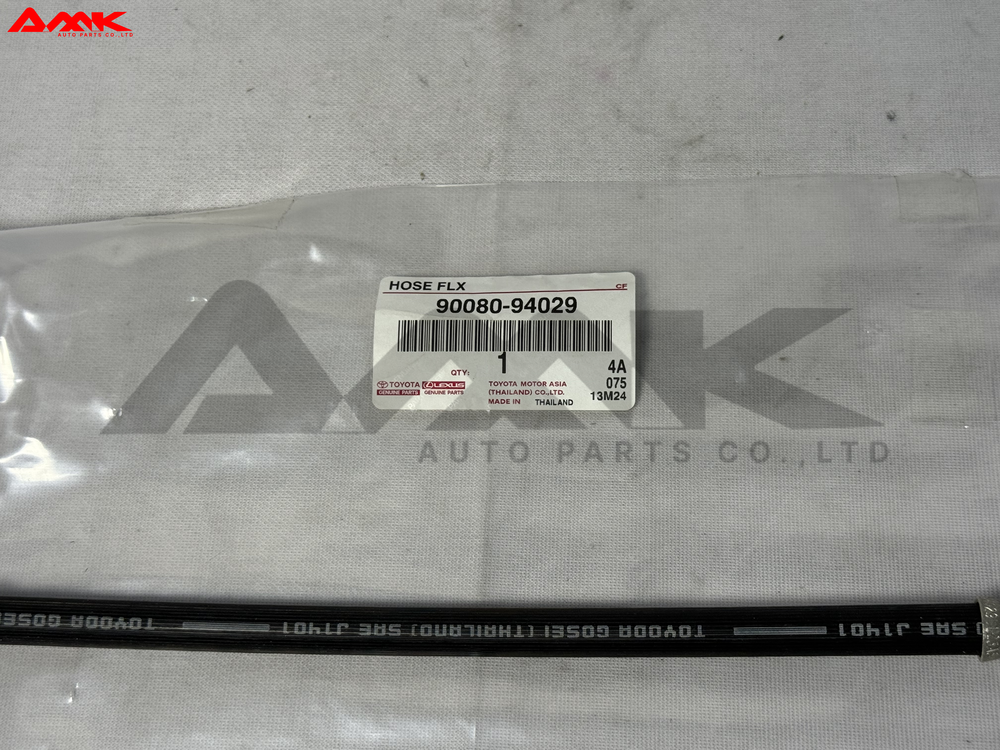 AMK
AUTO PARTS CO.,LTD
HOSE FLX
CF
90080-94029
QTY: 1
4A
TOYOTA LEXUS
GENUINE PARTS GENUINE PARTS
TOYOTA MOTOR ASIA
(THAILAND) CO.,LTD.
MADE IN THAILAND
075
13M24
AMK
AUTO PARTS CO.,LTD
TOYODA GOSEI (THAILAND) SAE J1401 TOYODA GOSEI SAE J1401